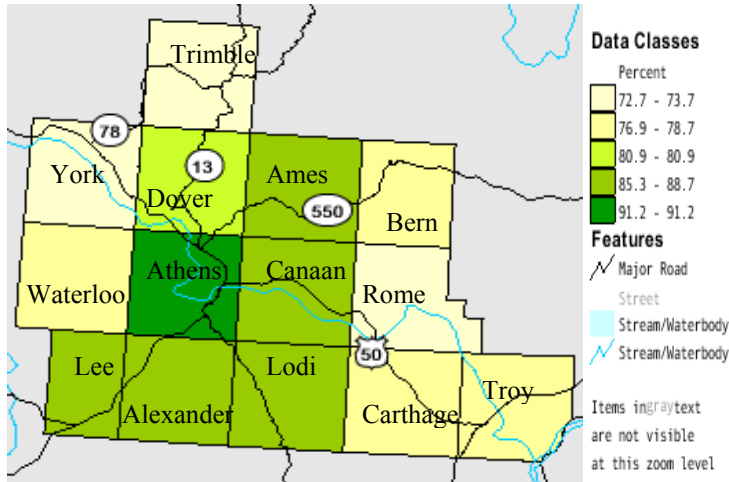 Trimble
78
13
York
Dover
Ames
550
Bern
Waterloo
Athens
Canaan
Rome
50
Lee
Alexander
Lodi
Carthage
Troy
Data Classes
Percent
72.7 - 73.7
76.9 - 78.7
80.9 - 80.9
85.3 - 88.7
91.2 - 91.2
Features
Major Road
Street
Stream/Waterbody
Stream/Waterbody
Items in gray text
are not visible
at this zoom level